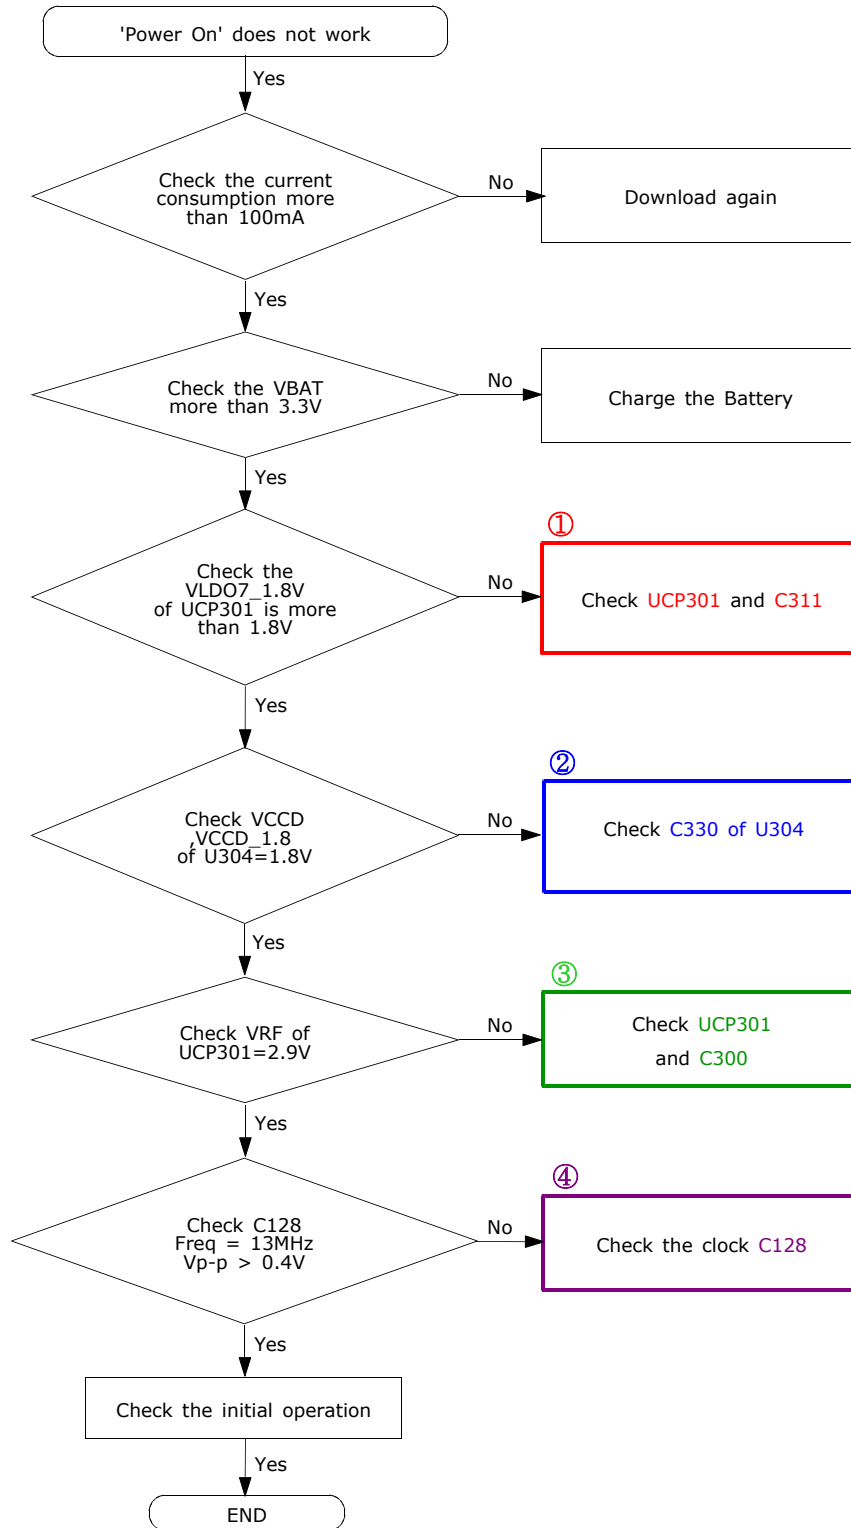 'Power On' does not work
Yes
Check the current
consumption more
than 100mA
No
Download again
Yes
Check the VBAT
more than 3.3V
No
Charge the Battery
Yes
①
Check the
VLDO7_1.8V
of UCP301 is more
than 1.8V
No
Check UCP301 and C311
Yes
②
Check VCCD
,VCCD_1.8
of U304=1.8V
No
Check C330 of U304
Yes
③
Check VRF of
UCP301=2.9V
No
Check UCP301
and C300
Yes
④
Check C128
Freq = 13MHz
Vp-p > 0.4V
No
Check the clock C128
Yes
Check the initial operation
Yes
END